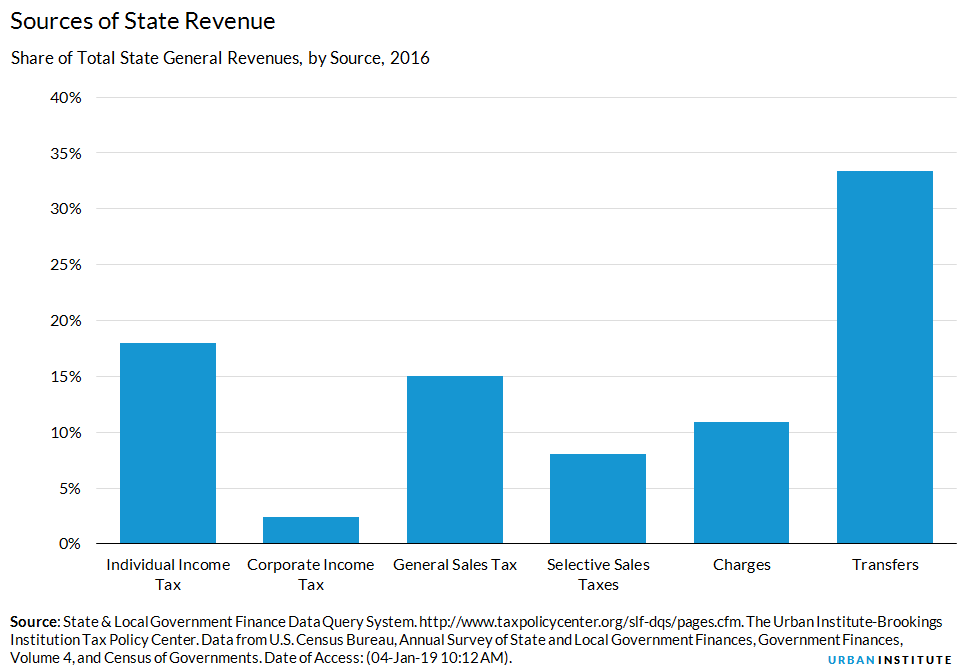 Sources of State Revenue
Share of Total State General Revenues, by Source, 2016
40%
35%
30%
25%
20%
15%
10%
5%
0%
Individual Income
Tax
Corporate Income
Tax
General Sales Tax
Selective Sales
Taxes
Charges
Transfers
Source: State & Local Government Finance Data Query System. http://www.taxpolicycenter.org/slf-dqs/pages.cfm. The Urban Institute-Brookings
Institution Tax Policy Center. Data from U.S. Census Bureau, Annual Survey of State and Local Government Finances, Government Finances,
Volume 4, and Census of Governments. Date of Access: (04-Jan-19 10:12 AM).
URBAN INSTITUTE